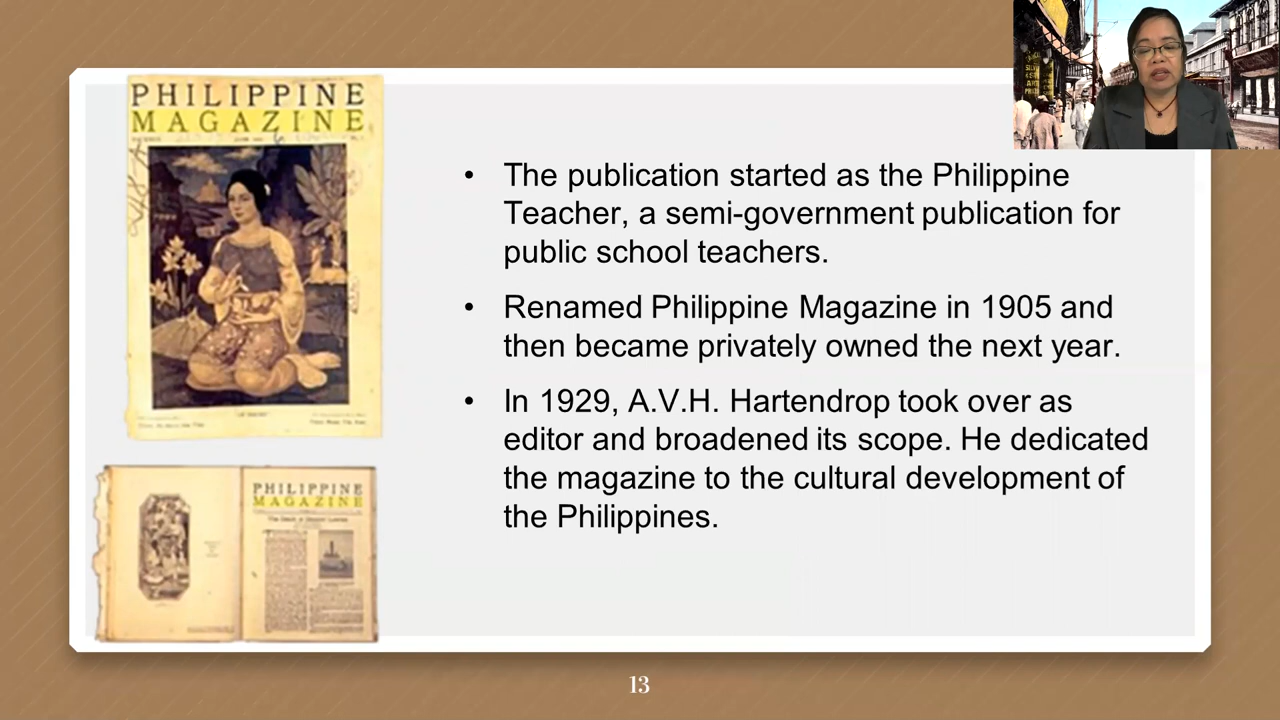 PHILIPPINE
MAGAZINE
• The publication started as the Philippine
Teacher, a semi-government publication for
public school teachers.
• Renamed Philippine Magazine in 1905 and
then became privately owned the next year.
• In 1929, A.V.H. Hartendrop took over as
editor and broadened its scope. He dedicated
the magazine to the cultural development of
the Philippines.
PHILIPPINE
MAGAZINE
13